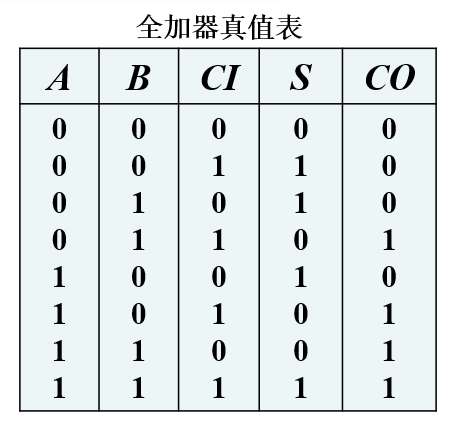 全加器真值表
A B CI S CO
0 0 0 0 0
0 0 1 1 0
0 1 0 1 0
0 1 1 0 1
1 0 0 1 0
1 0 1 0 1
1 1 0 0 1
1 1 1 1 1